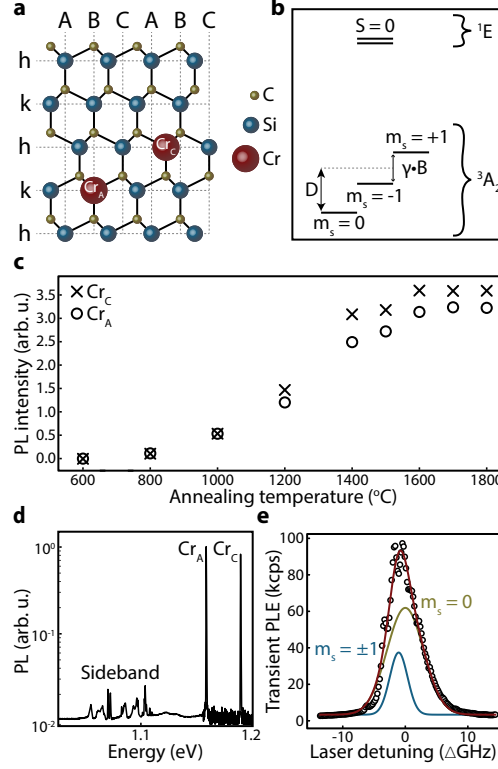 a
A B C A B C
h
k
h
k
h
Cr_C
Cr_A
C
Si
Cr
b
S = 0
¹E
m_s = +1
γ·B
D
m_s = -1
m_s = 0
³A₂
c
PL intensity (arb. u.)
3.5
3.0
2.5
2.0
1.5
1.0
0.5
0.0
× Cr_C
○ Cr_A
600 800 1000 1200 1400 1600 1800
Annealing temperature (°C)
d
PL (arb. u.)
10⁰
10⁻¹
10⁻²
Cr_A Cr_C
Sideband
1.1 1.2
Energy (eV)
e
Transient PLE (kcps)
100
80
60
40
20
0
m_s = 0
m_s = ±1
-10 0 10
Laser detuning (△GHz)